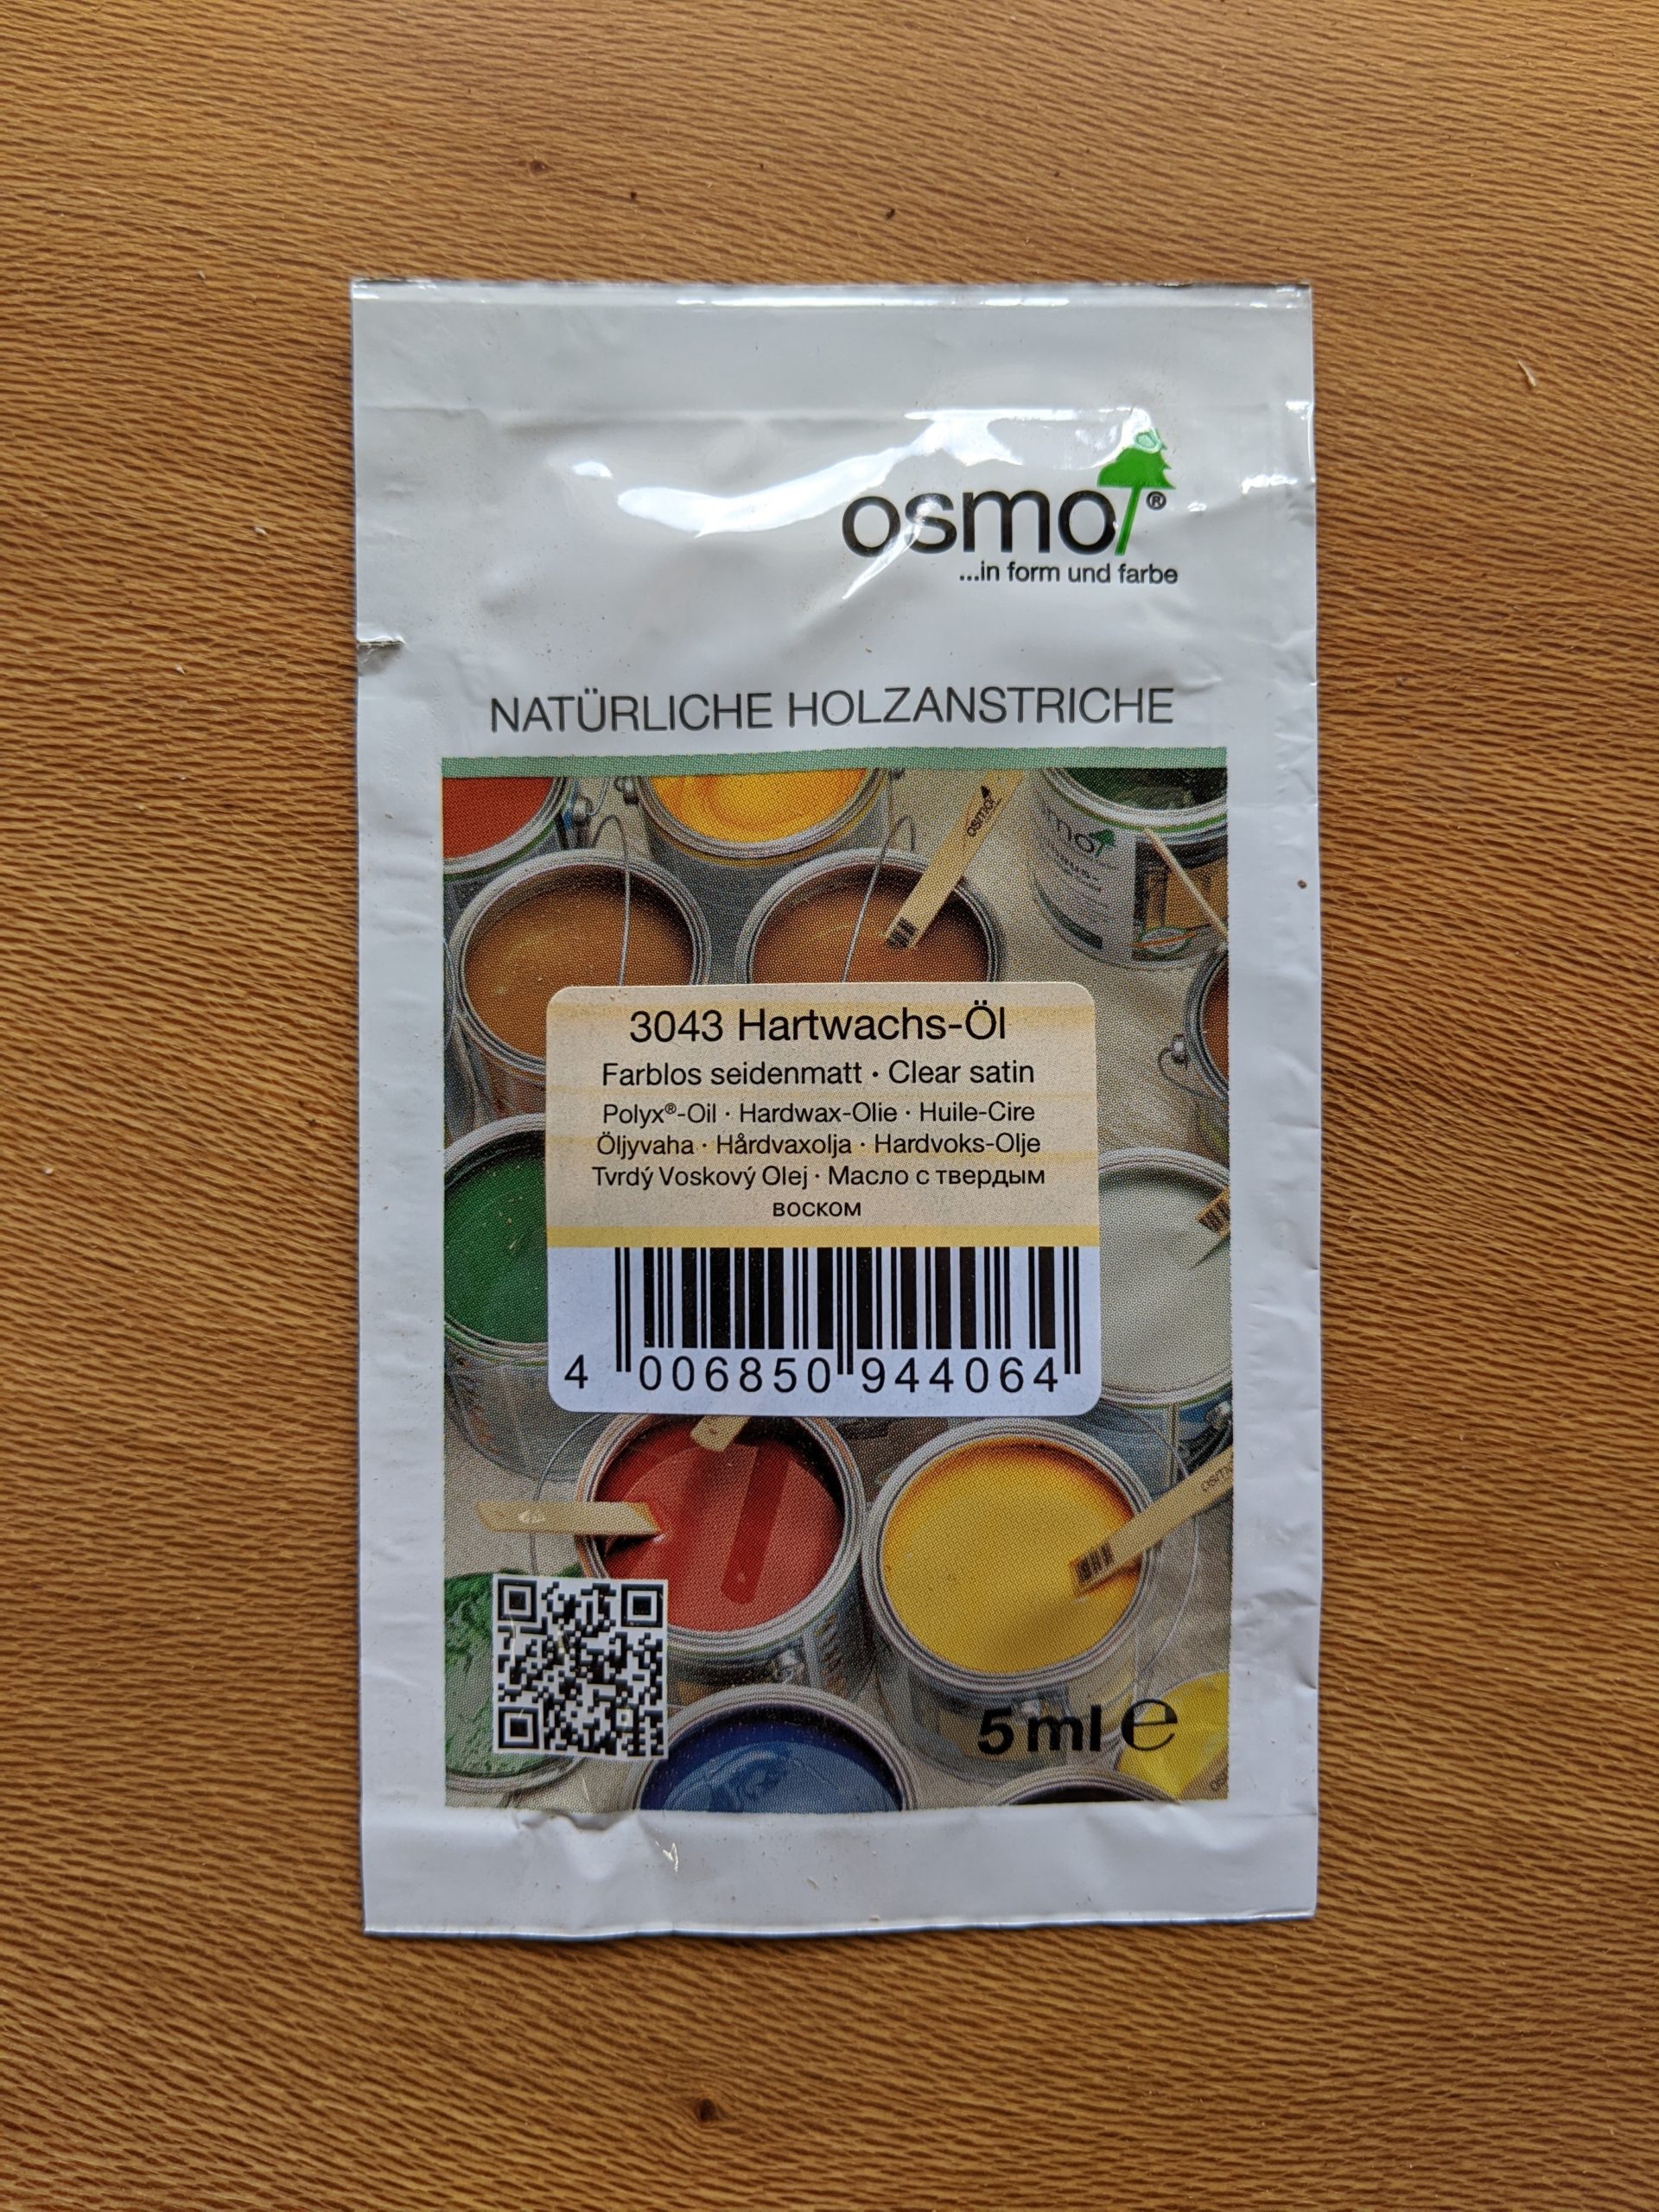 osmo®
...in form und farbe
NATÜRLICHE HOLZANSTRICHE
osmo
3043 Hartwachs-Öl
Farblos seidenmatt · Clear satin
Polyx®-Oil · Hardwax-Olie · Huile-Cire
Öljyvaha · Hårdvaxolja · Hardvoks-Olje
Tvrdý Voskový Olej · Масло с твердым
воском
4 006850 944064
5 ml ℮